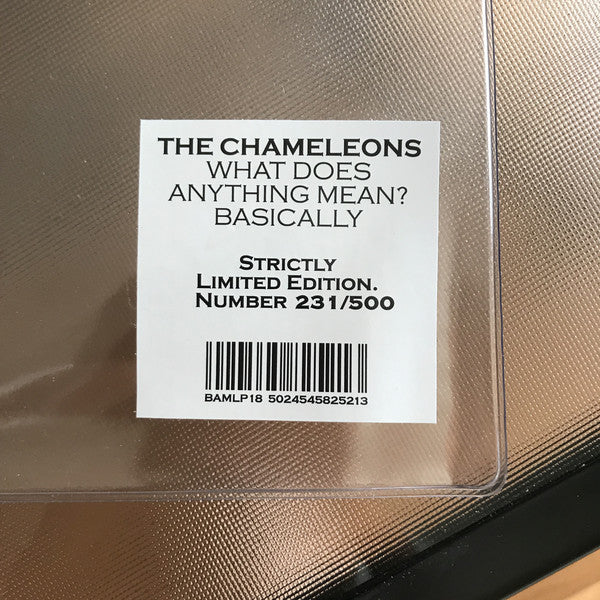 THE CHAMELEONS
WHAT DOES
ANYTHING MEAN?
BASICALLY
STRICTLY
LIMITED EDITION.
NUMBER 231/500
BAMLP18 5024545825213